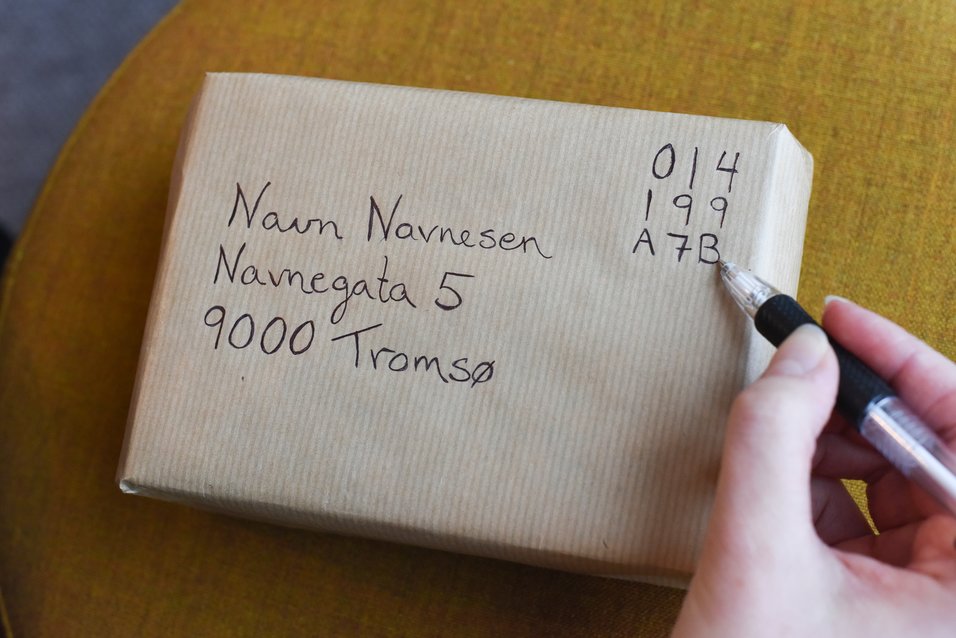 Navn Navnesen
Navnegata 5
9000 Tromsø
014
199
A7B